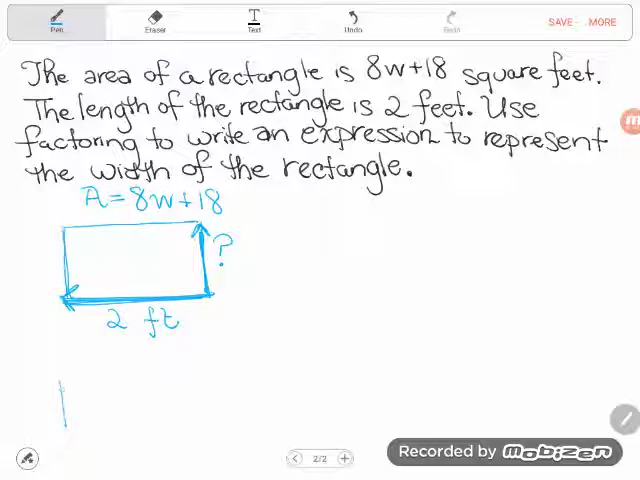 Pen
Eraser
Text
Undo
Redo
SAVE
MORE
The area of a rectangle is 8w+18 square feet.
The length of the rectangle is 2 feet. Use
factoring to write an expression to represent
the width of the rectangle.
A = 8w+18
?
2 ft
2/2
Recorded by mobizen